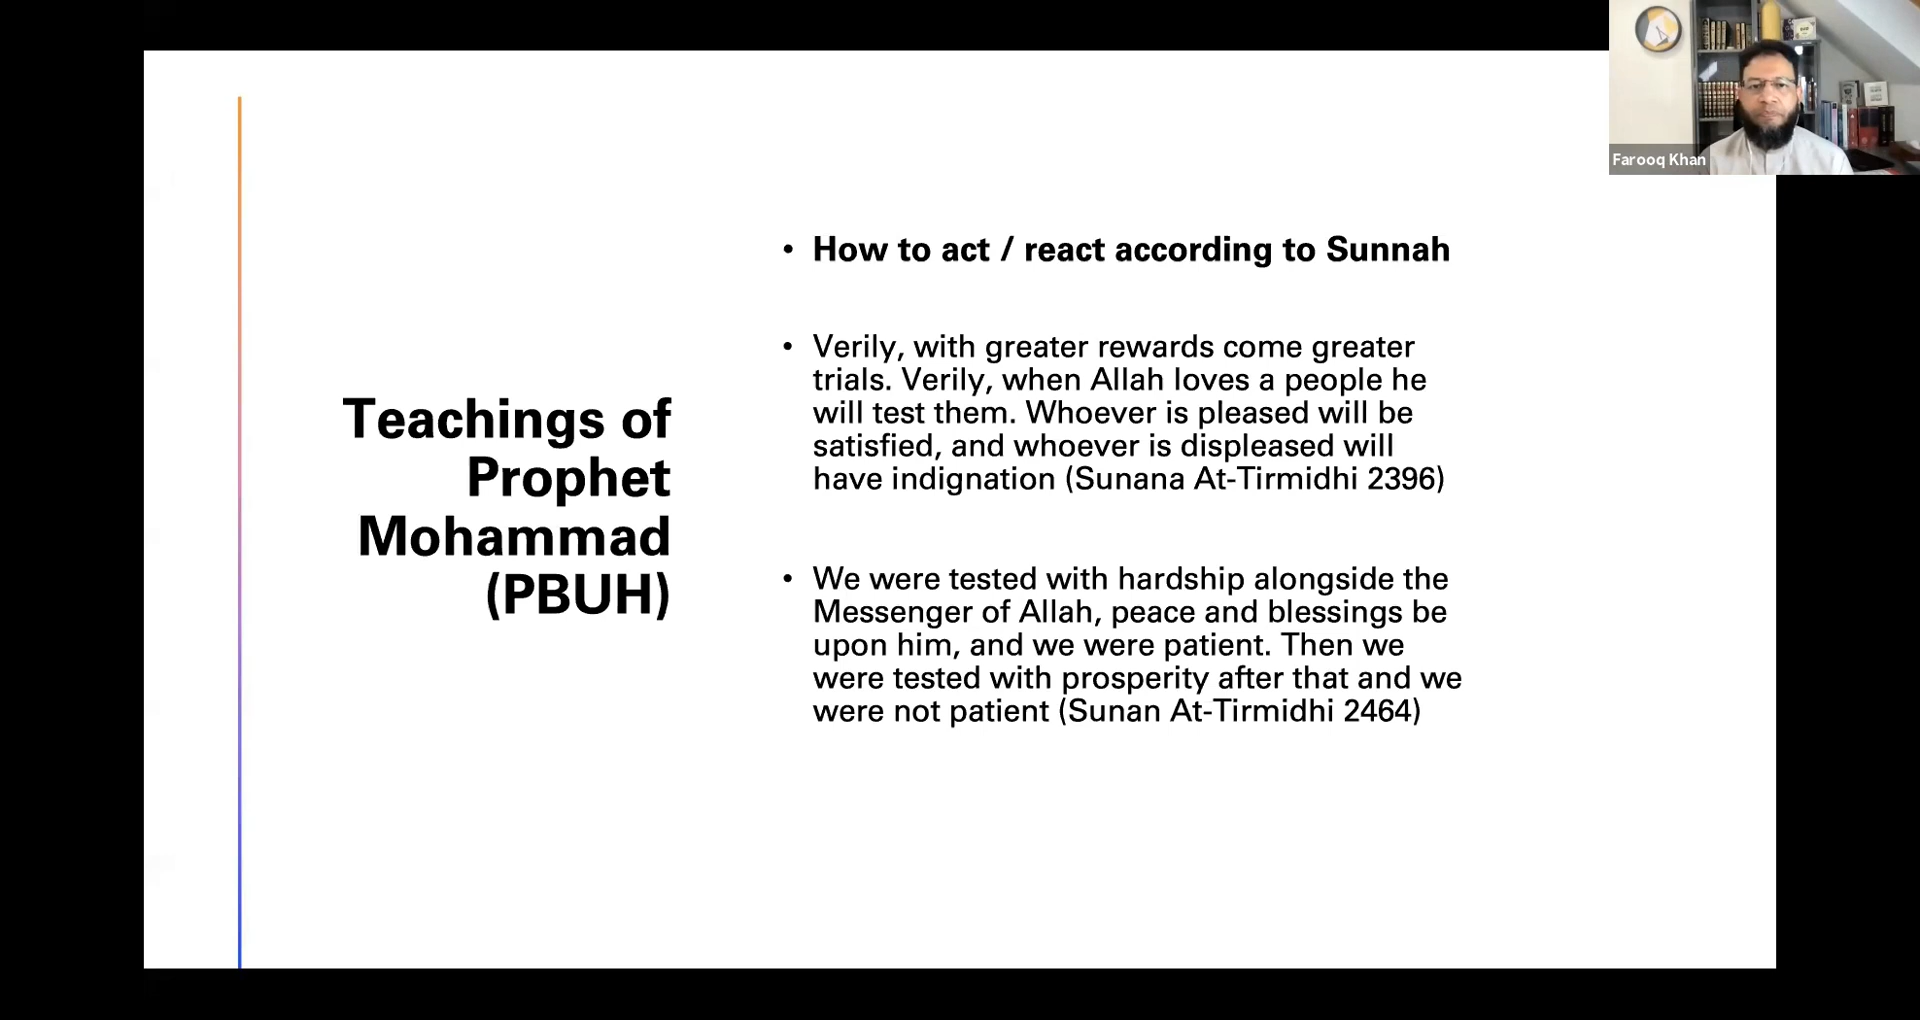 Farooq Khan
Teachings of
Prophet
Mohammad
(PBUH)
• How to act / react according to Sunnah
• Verily, with greater rewards come greater
trials. Verily, when Allah loves a people he
will test them. Whoever is pleased will be
satisfied, and whoever is displeased will
have indignation (Sunana At-Tirmidhi 2396)
• We were tested with hardship alongside the
Messenger of Allah, peace and blessings be
upon him, and we were patient. Then we
were tested with prosperity after that and we
were not patient (Sunan At-Tirmidhi 2464)